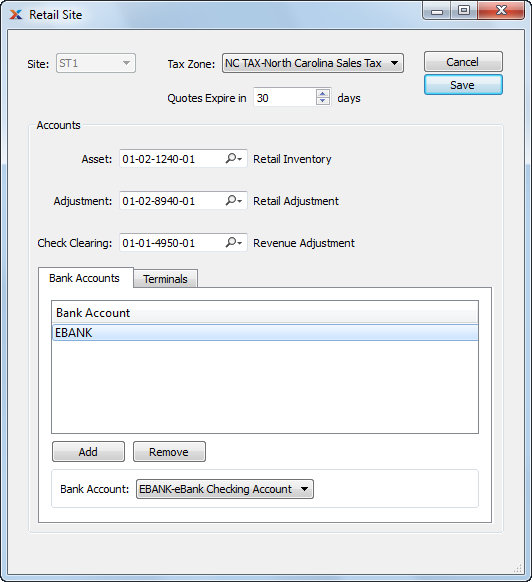 Retail Site
Site: ST1 Tax Zone: NC TAX-North Carolina Sales Tax Cancel
Save
Quotes Expire in 30 days
Accounts
Asset: 01-02-1240-01 Retail Inventory
Adjustment: 01-02-8940-01 Retail Adjustment
Check Clearing: 01-01-4950-01 Revenue Adjustment
Bank Accounts Terminals
Bank Account
EBANK
Add Remove
Bank Account: EBANK-eBank Checking Account